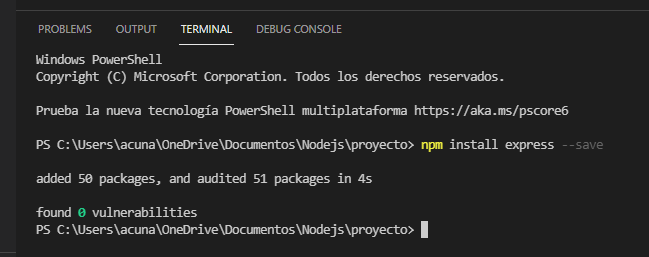 PROBLEMS OUTPUT TERMINAL DEBUG CONSOLE
Windows PowerShell
Copyright (C) Microsoft Corporation. Todos los derechos reservados.
Prueba la nueva tecnología PowerShell multiplataforma https://aka.ms/pscore6
PS C:\Users\acuna\OneDrive\Documentos\Nodejs\proyecto> npm install express --save
added 50 packages, and audited 51 packages in 4s
found 0 vulnerabilities
PS C:\Users\acuna\OneDrive\Documentos\Nodejs\proyecto>